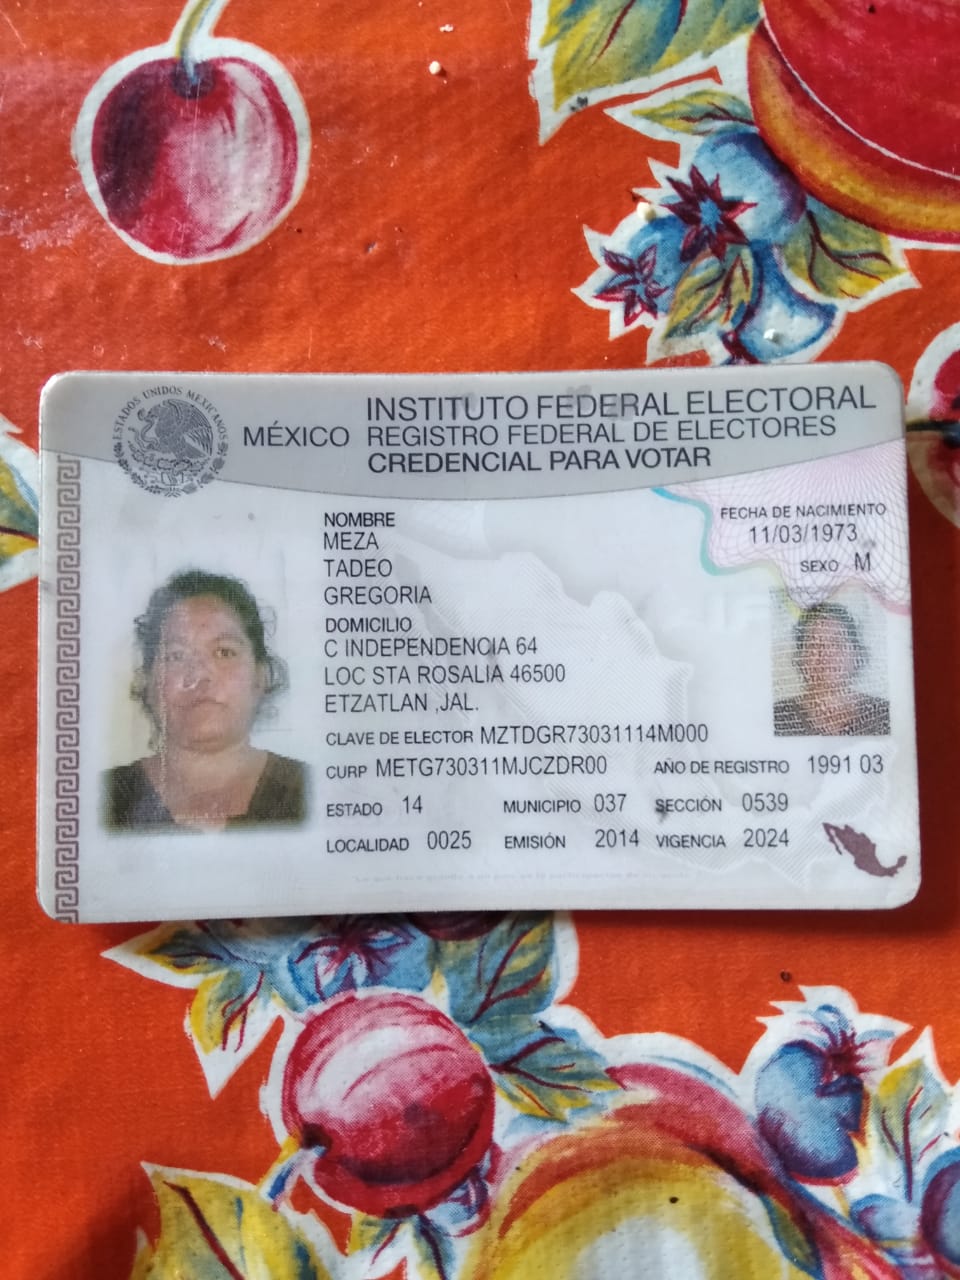 ESTADOS UNIDOS MEXICANOS
MÉXICO
INSTITUTO FEDERAL ELECTORAL
REGISTRO FEDERAL DE ELECTORES
CREDENCIAL PARA VOTAR
NOMBRE
MEZA
TADEO
GREGORIA
FECHA DE NACIMIENTO
11/03/1973
SEXO M
DOMICILIO
C INDEPENDENCIA 64
LOC STA ROSALIA 46500
ETZATLAN ,JAL.
CLAVE DE ELECTOR MZTDGR73031114M000
CURP METG730311MJCZDR00 AÑO DE REGISTRO 1991 03
ESTADO 14 MUNICIPIO 037 SECCIÓN 0539
LOCALIDAD 0025 EMISIÓN 2014 VIGENCIA 2024